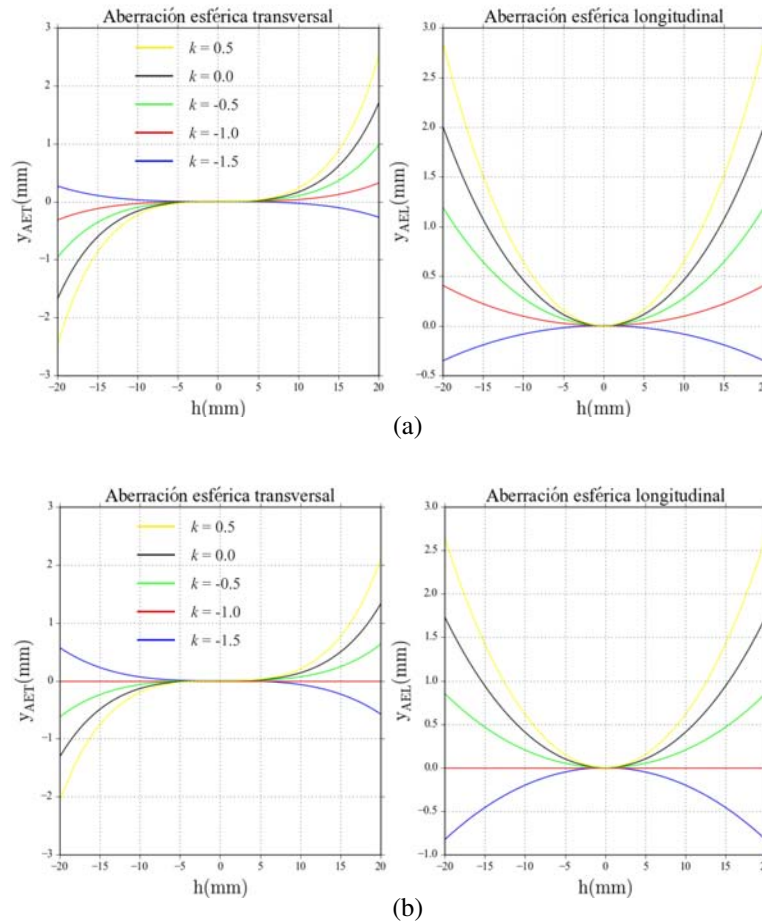 Aberración esférica transversal
k = 0.5
k = 0.0
k = -0.5
k = -1.0
k = -1.5
3
2
1
0
−1
−2
−3
y_AET(mm)
−20 −15 −10 −5 0 5 10 15 20
h(mm)
Aberración esférica longitudinal
3.0
2.5
2.0
1.5
1.0
0.5
0.0
−0.5
y_AEL(mm)
−20 −15 −10 −5 0 5 10 15 20
h(mm)
(a)
Aberración esférica transversal
k = 0.5
k = 0.0
k = -0.5
k = -1.0
k = -1.5
3
2
1
0
−1
−2
−3
y_AET(mm)
−20 −15 −10 −5 0 5 10 15 20
h(mm)
Aberración esférica longitudinal
3.0
2.5
2.0
1.5
1.0
0.5
0.0
−0.5
−1.0
y_AEL(mm)
−20 −15 −10 −5 0 5 10 15 20
h(mm)
(b)